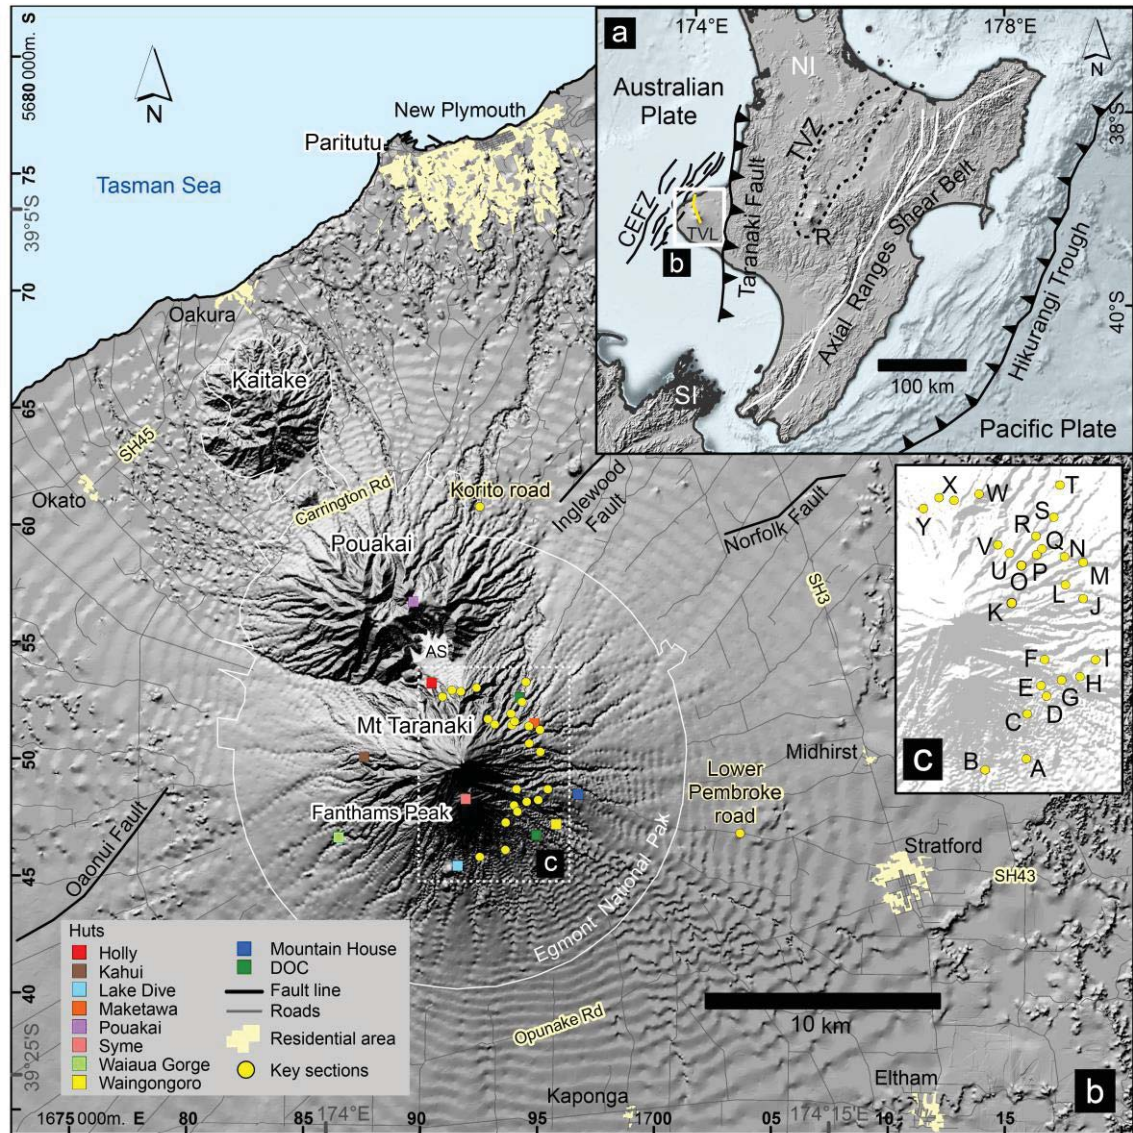 5680 000m. S
75
39°5'S
70
65
60
55
50
45
40
39°25'S
N
Tasman Sea
New Plymouth
Paritutu
Oakura
Kaitake
SH45
Okato
Carrington Rd.
Korito road
Inglewood
Fault
Norfolk Fault
Pouakai
SH3
AS
Mt Taranaki
Fanthams Peak
Oaonui Fault
Midhirst
Lower
Pembroke
road
Stratford
SH43
c
Egmont National Pak
Opunake Rd
Kaponga
Eltham
10 km
b
Huts
Holly
Kahui
Lake Dive
Maketawa
Pouakai
Syme
Waiaua Gorge
Waingongoro
Mountain House
DOC
Fault line
Roads
Residential area
Key sections
1675 000m. E
80
174°E
90
95
1700
05
174°15'E
10
15
a
174°E
178°E
N
38°S
40°S
Australian
Plate
NI
TVZ
CEFZ
TVL
b
Taranaki Fault
R
Axial Ranges Shear Belt
Hikurangi Trough
100 km
SI
Pacific Plate
X
W
T
Y
S
R
Q
V
N
U
O
P
M
L
K
J
F
I
E
G
H
C
D
B
A
c